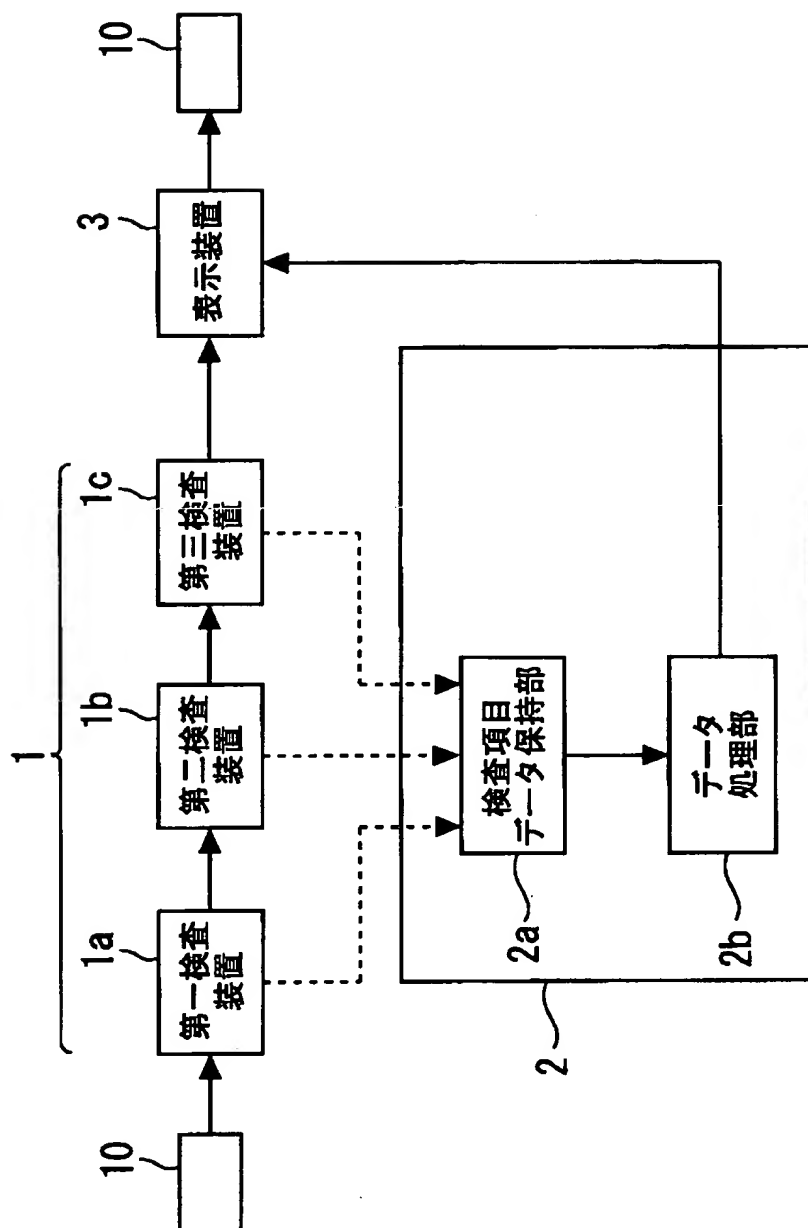 1
1a
1b
1c
3
10
10
第一検査
装置
第二検査
装置
第三検査
装置
表示装置
検査項目
データ保持部
2a
データ
処理部
2b
2